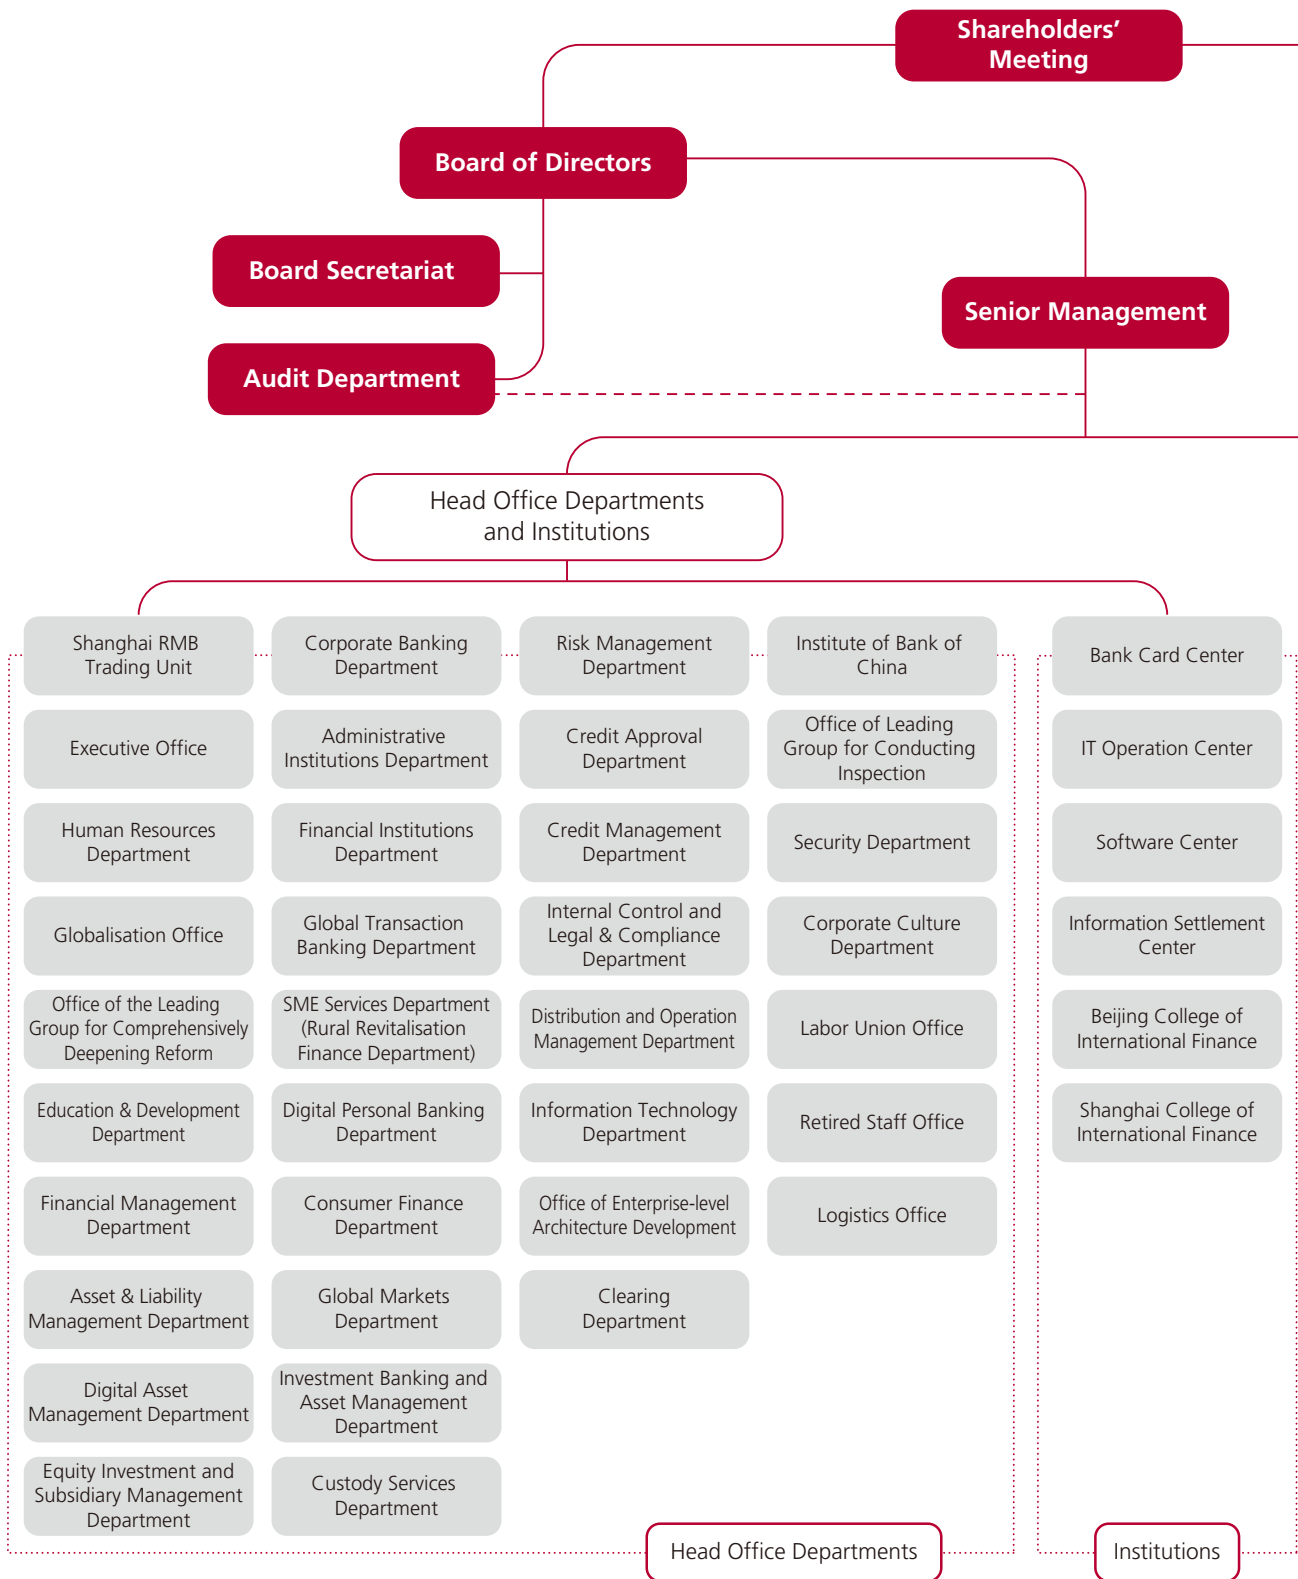 Shareholders’
Meeting
Board of Directors
Board Secretariat
Senior Management
Audit Department
Head Office Departments
and Institutions
Shanghai RMB
Trading Unit
Executive Office
Human Resources
Department
Globalisation Office
Office of the Leading
Group for Comprehensively
Deepening Reform
Education & Development
Department
Financial Management
Department
Asset & Liability
Management Department
Digital Asset
Management Department
Equity Investment and
Subsidiary Management
Department
Corporate Banking
Department
Administrative
Institutions Department
Financial Institutions
Department
Global Transaction
Banking Department
SME Services Department
(Rural Revitalisation
Finance Department)
Digital Personal Banking
Department
Consumer Finance
Department
Global Markets
Department
Investment Banking and
Asset Management
Department
Custody Services
Department
Risk Management
Department
Credit Approval
Department
Credit Management
Department
Internal Control and
Legal & Compliance
Department
Distribution and Operation
Management Department
Information Technology
Department
Office of Enterprise-level
Architecture Development
Clearing
Department
Institute of Bank of
China
Office of Leading
Group for Conducting
Inspection
Security Department
Corporate Culture
Department
Labor Union Office
Retired Staff Office
Logistics Office
Head Office Departments
Bank Card Center
IT Operation Center
Software Center
Information Settlement
Center
Beijing College of
International Finance
Shanghai College of
International Finance
Institutions